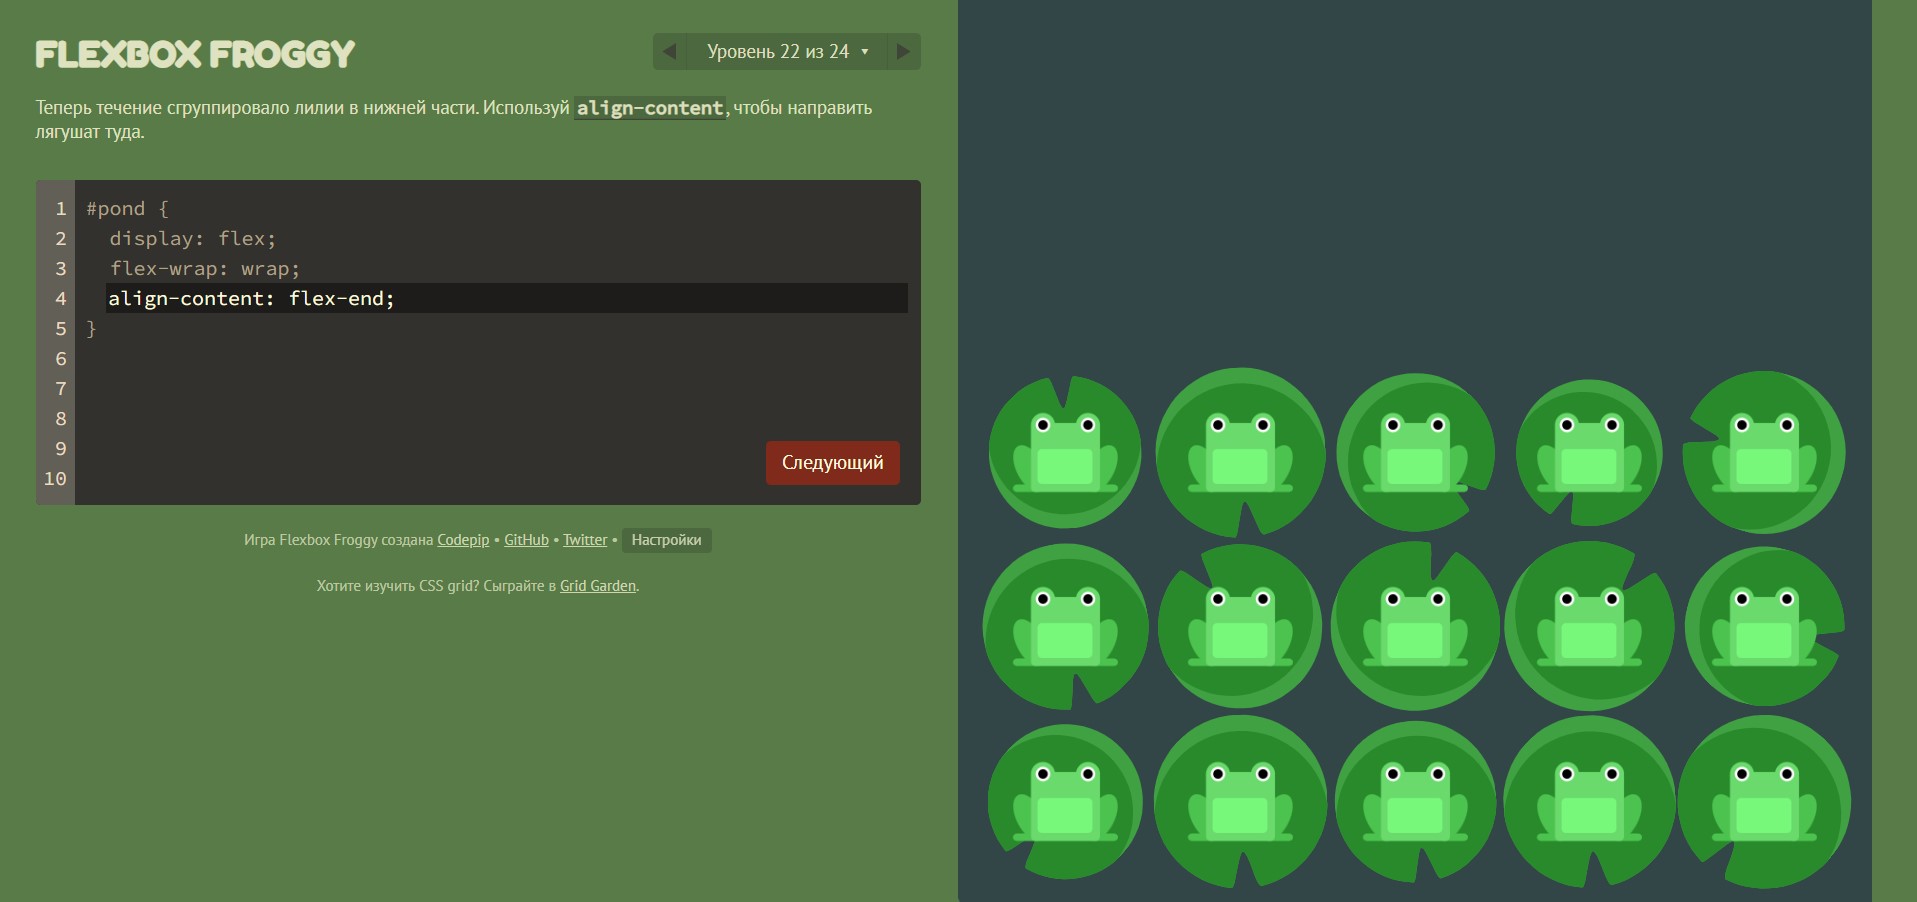 FLEXBOX FROGGY
◀ Уровень 22 из 24 ▼ ▶
Теперь течение сгруппировало лилии в нижней части. Используй align-content, чтобы направить
лягушат туда.
1 #pond {
2 display: flex;
3 flex-wrap: wrap;
4 align-content: flex-end;
5 }
6
7
8
9
10
Следующий
Игра Flexbox Froggy создана Codepip • GitHub • Twitter • Настройки
Хотите изучить CSS grid? Сыграйте в Grid Garden.